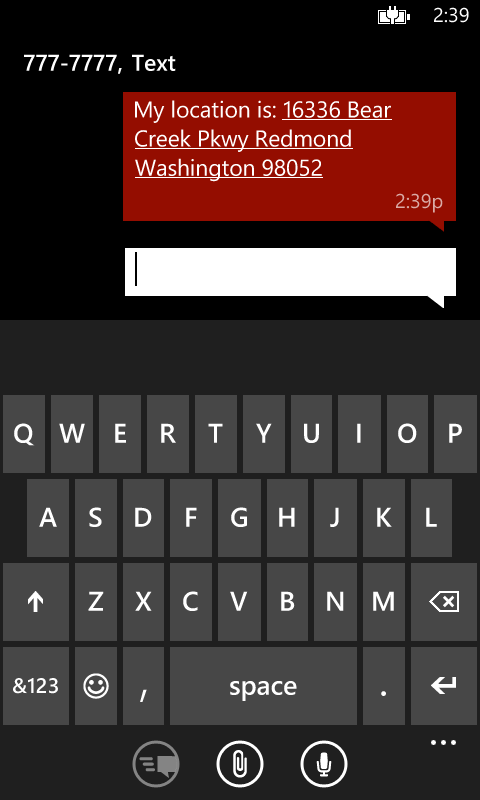 2:39
777-7777, Text
My location is: 16336 Bear
Creek Pkwy Redmond
Washington 98052
2:39p
Q W E R T Y U I O P
A S D F G H J K L
Z X C V B N M
&123 , space .